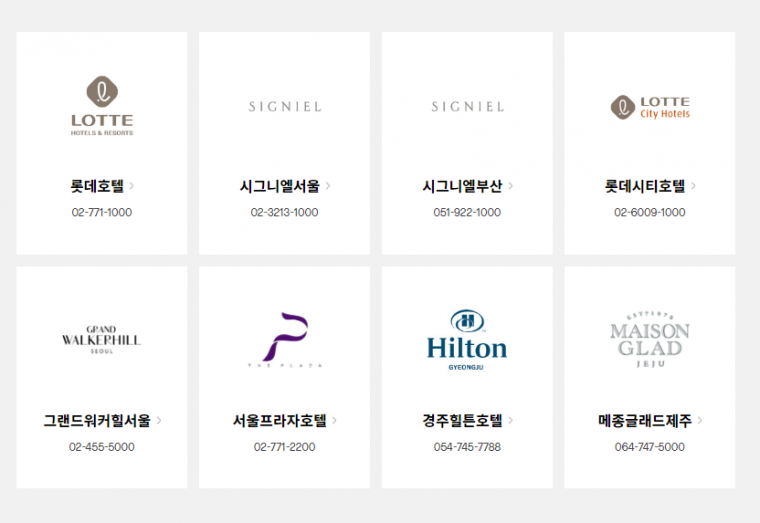 LOTTE
HOTELS & RESORTS
롯데호텔
02-771-1000
SIGNIEL
시그니엘서울
02-3213-1000
SIGNIEL
시그니엘부산
051-922-1000
LOTTE
City Hotels
롯데시티호텔
02-6009-1000
GRAND
WALKERHILL
SEOUL
그랜드워커힐서울
02-455-5000
THE PLAZA
서울프라자호텔
02-771-2200
Hilton
GYEONGJU
경주힐튼호텔
054-745-7788
MAISON
GLAD
JEJU
메종글래드제주
064-747-5000